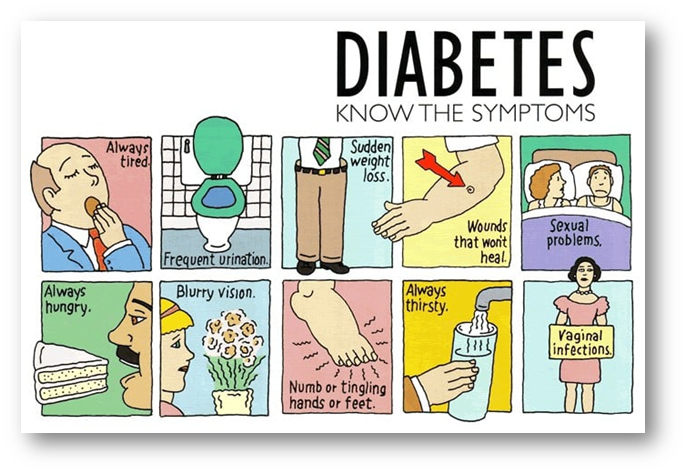 DIABETES
KNOW THE SYMPTOMS
Always
tired.
Frequent urination.
Sudden
weight
loss.
Wounds
that won't
heal.
Sexual
problems.
Always
hungry.
Blurry vision.
Numb or tingling
hands or feet.
Always
thirsty.
Vaginal
infections.